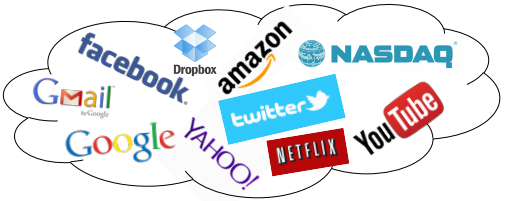 facebook.
Dropbox
amazon
NASDAQ
Gmail
by Google
twitter
YouTube
Google
YAHOO!
NETFLIX